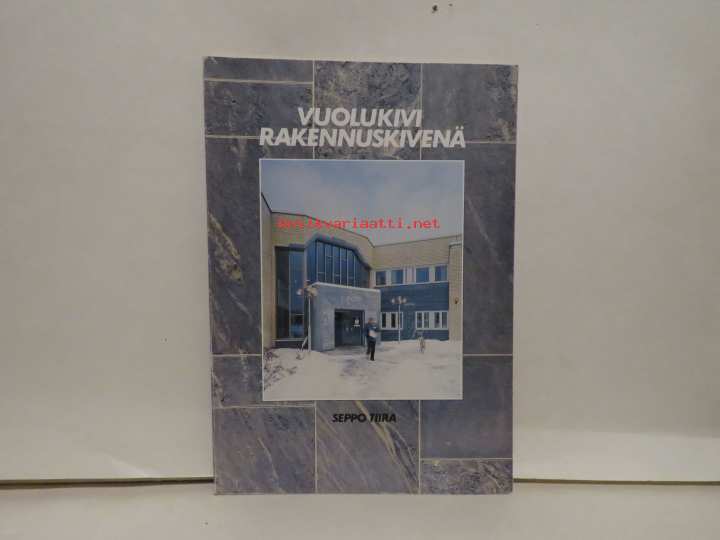 VUOLUKIVI
RAKENNUSKIVENÄ
antikvariaatti.net
SEPPO TIIRA